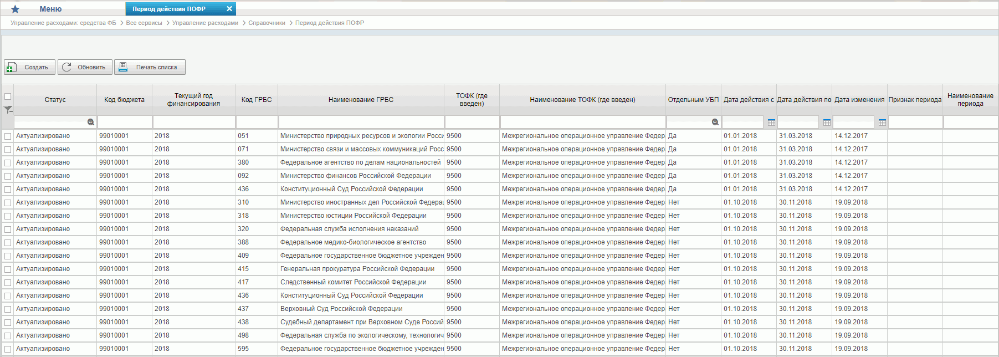 Меню Период действия ПОФР
Управление расходами: средства ФБ Все сервисы Управление расходами Справочники Период действия ПОФР
Создать Обновить Печать списка
Статус Код бюджета Текущий год финансирования Код ГРБС Наименование ГРБС ТОФК (где введен) Наименование ТОФК (где введен) Отдельным УБП Дата действия с Дата действия по Дата изменения Признак периода Наименование периода
Актуализировано 99010001 2018 051 Министерство природных ресурсов и экологии Росси 9500 Межрегиональное операционное управление Федер Да 01.01.2018 31.03.2018 14.12.2017
Актуализировано 99010001 2018 071 Министерство связи и массовых коммуникаций Росс 9500 Межрегиональное операционное управление Федер Да 01.01.2018 31.03.2018 14.12.2017
Актуализировано 99010001 2018 380 Федеральное агентство по делам национальностей 9500 Межрегиональное операционное управление Федер Да 01.01.2018 31.03.2018 14.12.2017
Актуализировано 99010001 2018 092 Министерство финансов Российской Федерации 9500 Межрегиональное операционное управление Федер Да 01.01.2018 31.03.2018 14.12.2017
Актуализировано 99010001 2018 436 Конституционный Суд Российской Федерации 9500 Межрегиональное операционное управление Федер Да 01.01.2018 31.03.2018 14.12.2017
Актуализировано 99010001 2018 310 Министерство иностранных дел Российской Федерац 9500 Межрегиональное операционное управление Федер Нет 01.10.2018 30.11.2018 19.09.2018
Актуализировано 99010001 2018 318 Министерство юстиции Российской Федерации 9500 Межрегиональное операционное управление Федер Нет 01.10.2018 30.11.2018 19.09.2018
Актуализировано 99010001 2018 320 Федеральная служба исполнения наказаний 9500 Межрегиональное операционное управление Федер Нет 01.10.2018 30.11.2018 19.09.2018
Актуализировано 99010001 2018 388 Федеральное медико-биологическое агентство 9500 Межрегиональное операционное управление Федер Нет 01.10.2018 30.11.2018 19.09.2018
Актуализировано 99010001 2018 409 Федеральное государственное бюджетное учрежден 9500 Межрегиональное операционное управление Федер Нет 01.10.2018 30.11.2018 19.09.2018
Актуализировано 99010001 2018 415 Генеральная прокуратура Российской Федерации 9500 Межрегиональное операционное управление Федер Нет 01.10.2018 30.11.2018 19.09.2018
Актуализировано 99010001 2018 417 Следственный комитет Российской Федерации 9500 Межрегиональное операционное управление Федер Нет 01.10.2018 30.11.2018 19.09.2018
Актуализировано 99010001 2018 436 Конституционный Суд Российской Федерации 9500 Межрегиональное операционное управление Федер Нет 01.10.2018 30.11.2018 19.09.2018
Актуализировано 99010001 2018 437 Верховный Суд Российской Федерации 9500 Межрегиональное операционное управление Федер Нет 01.10.2018 30.11.2018 19.09.2018
Актуализировано 99010001 2018 438 Судебный департамент при Верховном Суде Россий 9500 Межрегиональное операционное управление Федер Нет 01.10.2018 30.11.2018 19.09.2018
Актуализировано 99010001 2018 498 Федеральная служба по экологическому, технологич 9500 Межрегиональное операционное управление Федер Нет 01.10.2018 30.11.2018 19.09.2018
Актуализировано 99010001 2018 595 Федеральное государственное бюджетное учрежден 9500 Межрегиональное операционное управление Федер Нет 01.10.2018 30.11.2018 19.09.2018